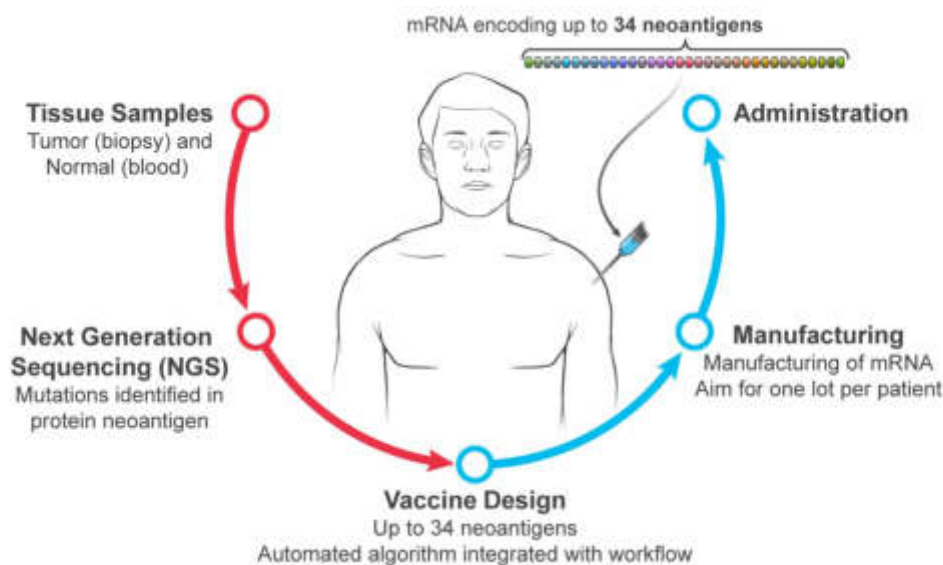 mRNA encoding up to 34 neoantigens
Tissue Samples
Tumor (biopsy) and
Normal (blood)
Administration
Next Generation
Sequencing (NGS)
Mutations identified in
protein neoantigen
Manufacturing
Manufacturing of mRNA
Aim for one lot per patient
Vaccine Design
Up to 34 neoantigens
Automated algorithm integrated with workflow